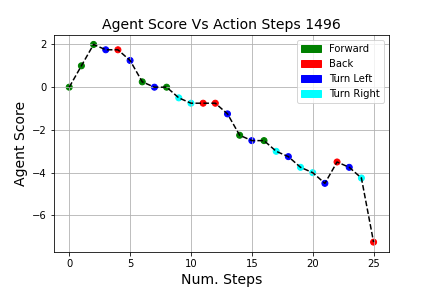 Agent Score Vs Action Steps 1496
Agent Score
2
0
−2
−4
−6
Forward
Back
Turn Left
Turn Right
0 5 10 15 20 25
Num. Steps